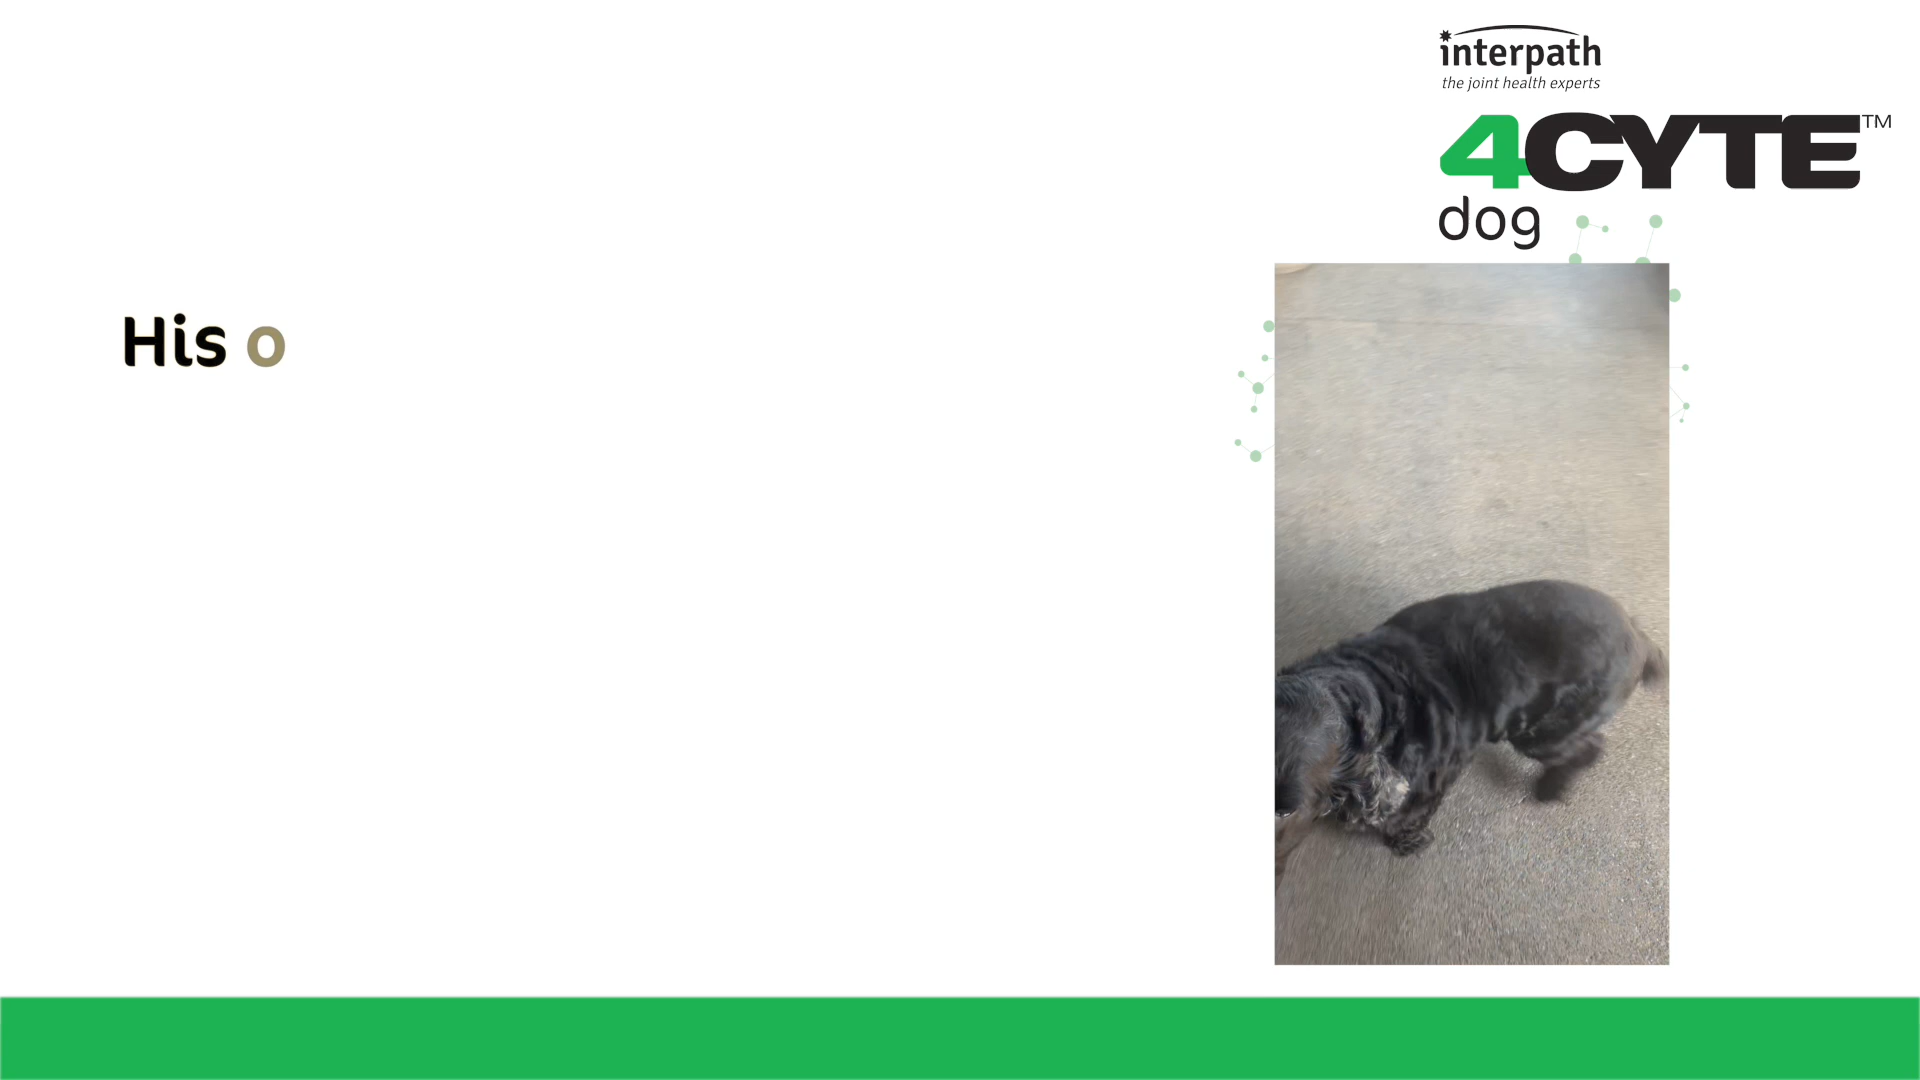 interpath
the joint health experts
4CYTE™
dog
His o